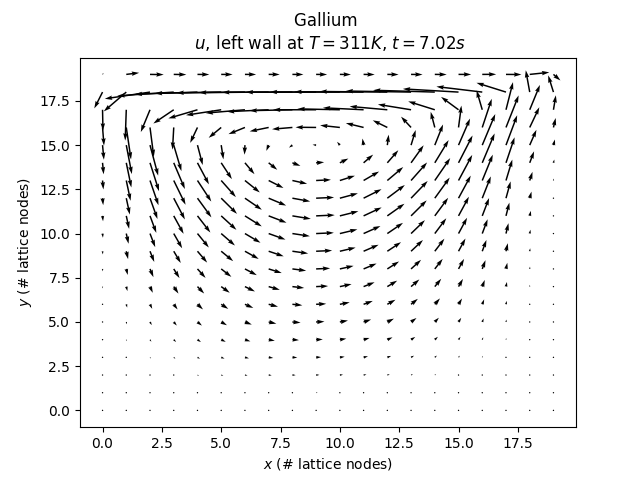 Gallium
u, left wall at T = 311K, t = 7.02s
17.5
15.0
12.5
10.0
7.5
5.0
2.5
0.0
y (# lattice nodes)
0.0 2.5 5.0 7.5 10.0 12.5 15.0 17.5
x (# lattice nodes)